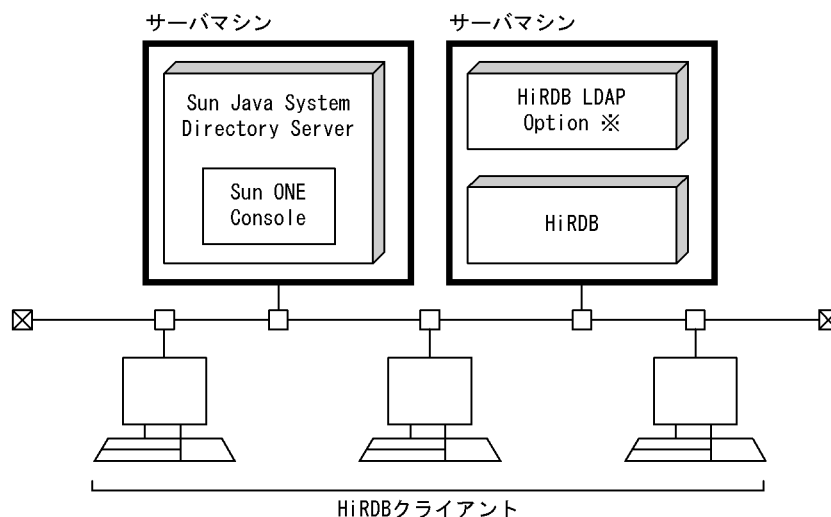 サーバマシン
サーバマシン
Sun Java System
Directory Server
Sun ONE
Console
HiRDB LDAP
Option ※
HiRDB
HiRDBクライアント